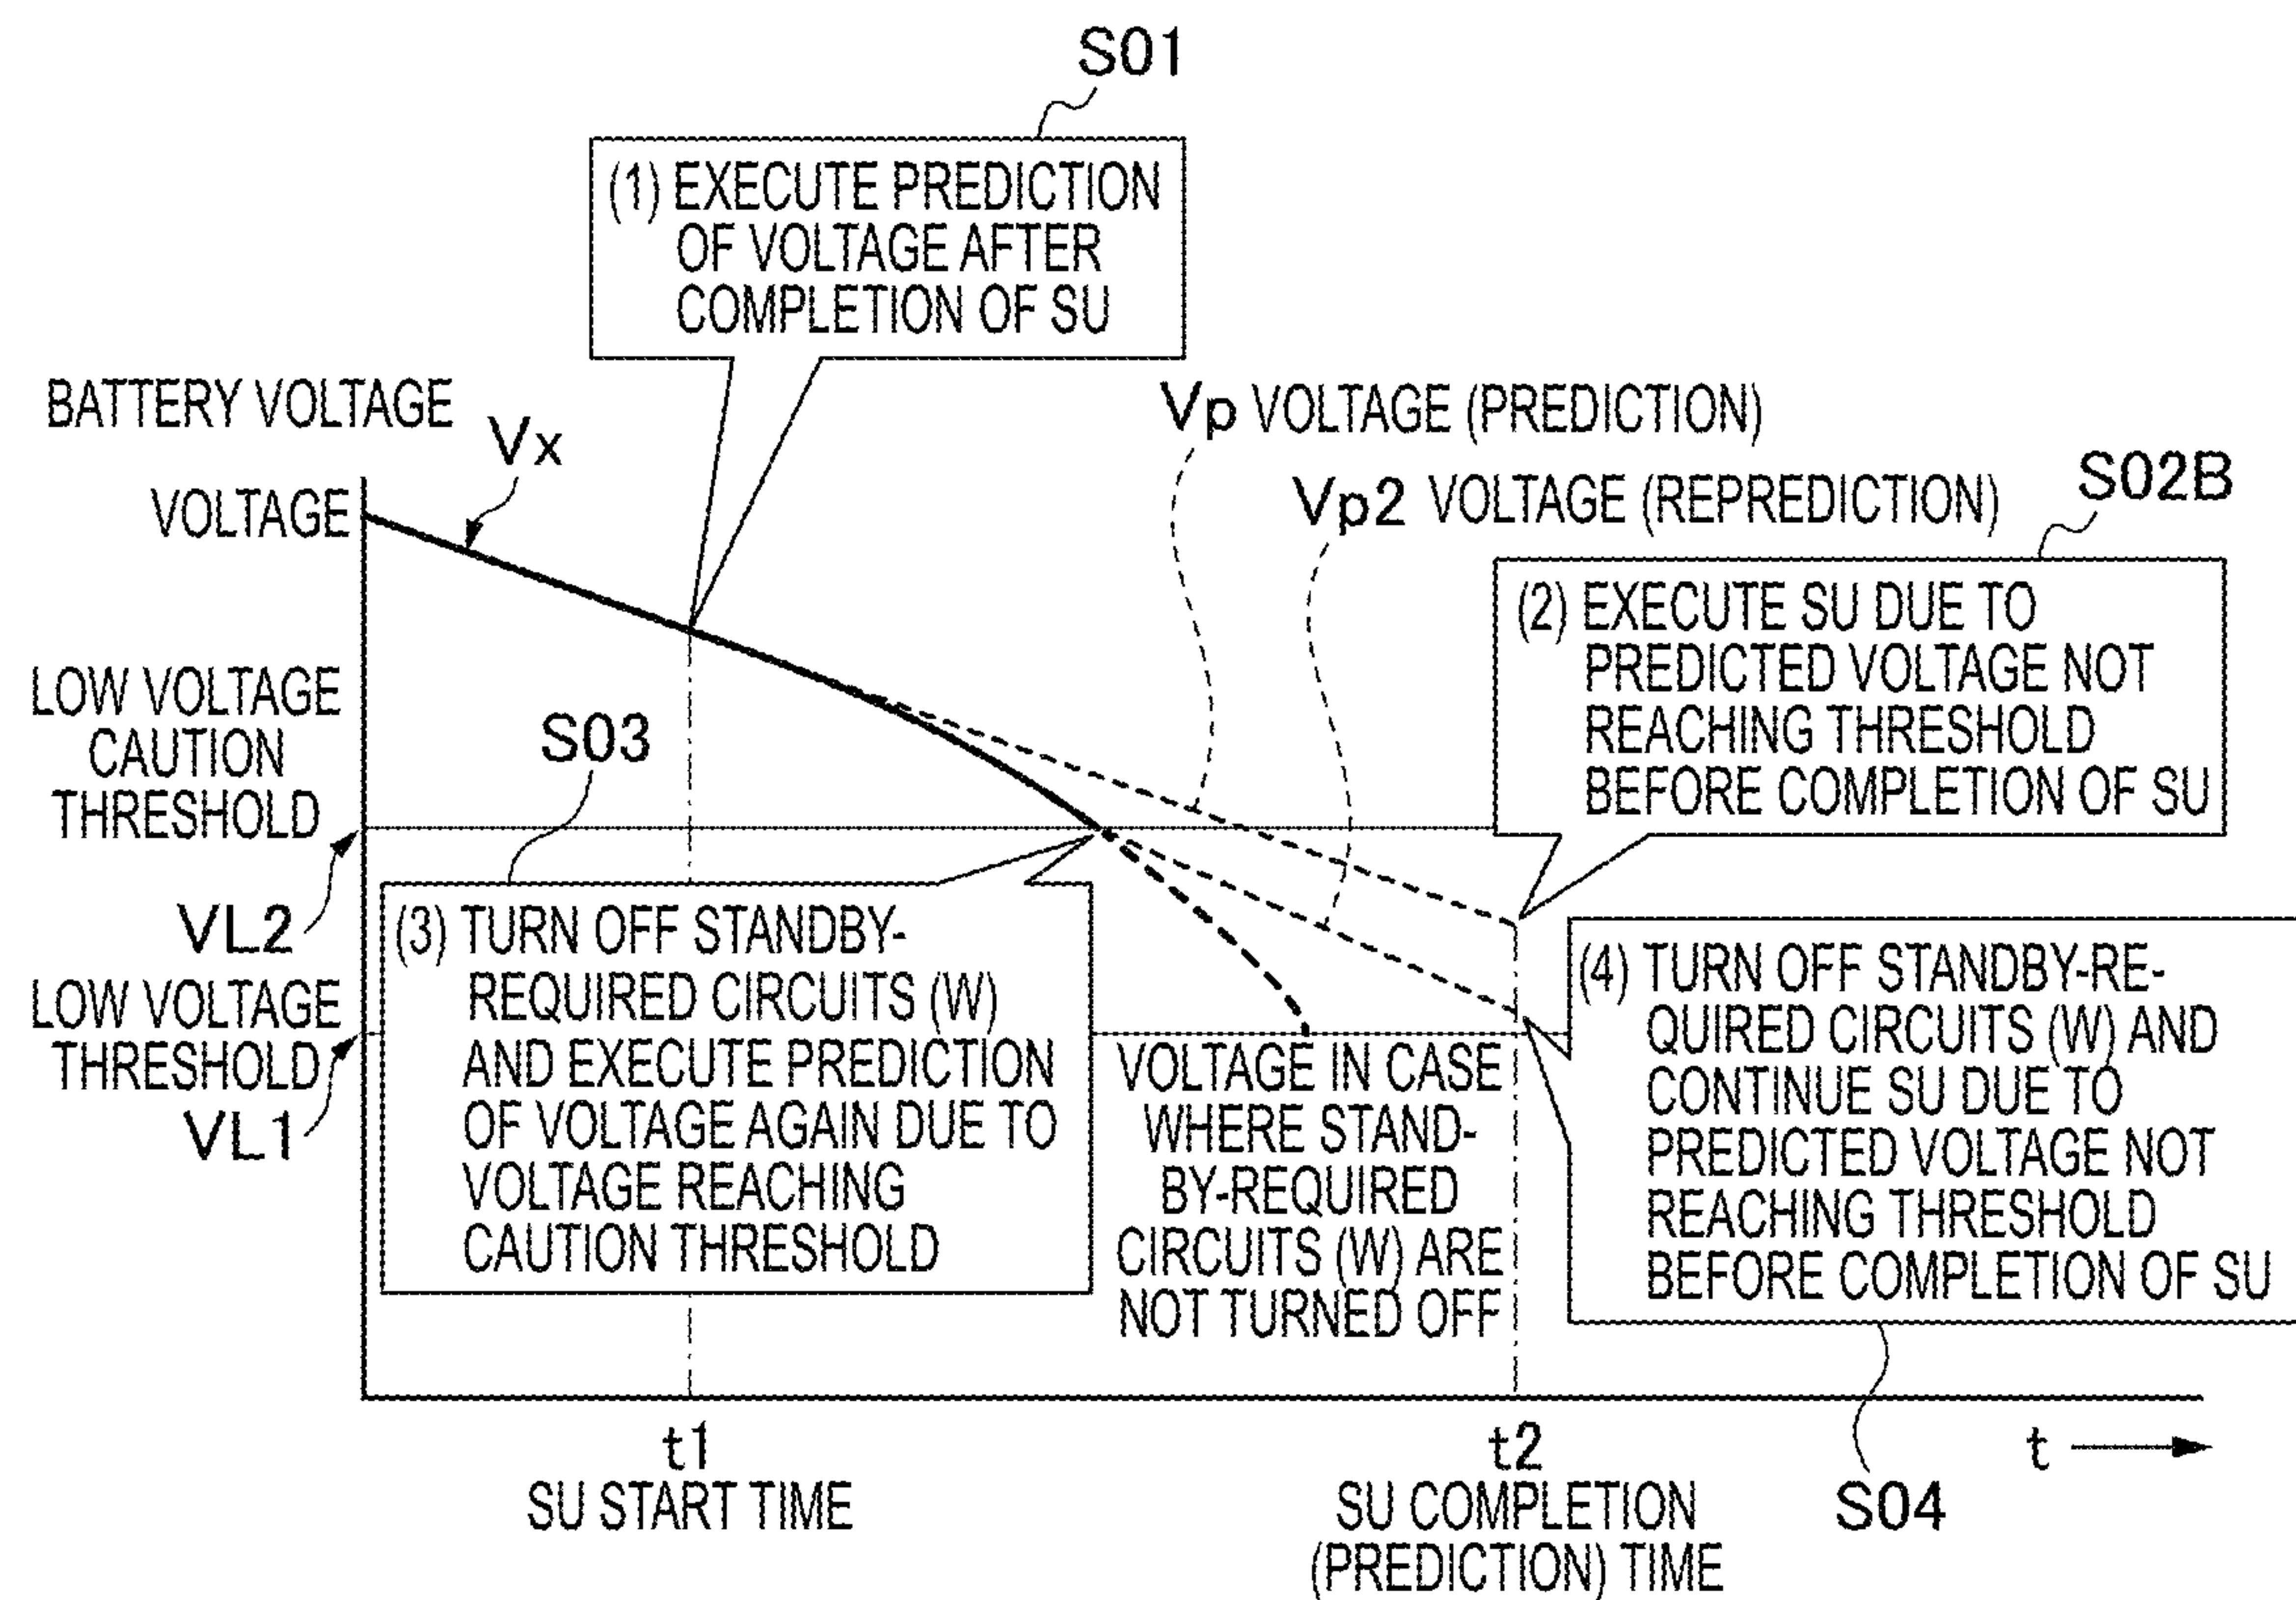 S01
(1) EXECUTE PREDICTION
OF VOLTAGE AFTER
COMPLETION OF SU
BATTERY VOLTAGE
Vx
VOLTAGE
Vp VOLTAGE (PREDICTION)
Vp2 VOLTAGE (REPREDICTION)
S02B
(2) EXECUTE SU DUE TO
PREDICTED VOLTAGE NOT
REACHING THRESHOLD
BEFORE COMPLETION OF SU
LOW VOLTAGE
CAUTION
THRESHOLD
VL2
S03
(3) TURN OFF STANDBY-
REQUIRED CIRCUITS (W)
AND EXECUTE PREDICTION
OF VOLTAGE AGAIN DUE TO
VOLTAGE REACHING
CAUTION THRESHOLD
LOW VOLTAGE
THRESHOLD
VL1
VOLTAGE IN CASE
WHERE STAND-
BY-REQUIRED
CIRCUITS (W) ARE
NOT TURNED OFF
(4) TURN OFF STANDBY-RE-
QUIRED CIRCUITS (W) AND
CONTINUE SU DUE TO
PREDICTED VOLTAGE NOT
REACHING THRESHOLD
BEFORE COMPLETION OF SU
S04
t1
SU START TIME
t2
SU COMPLETION
(PREDICTION) TIME
t